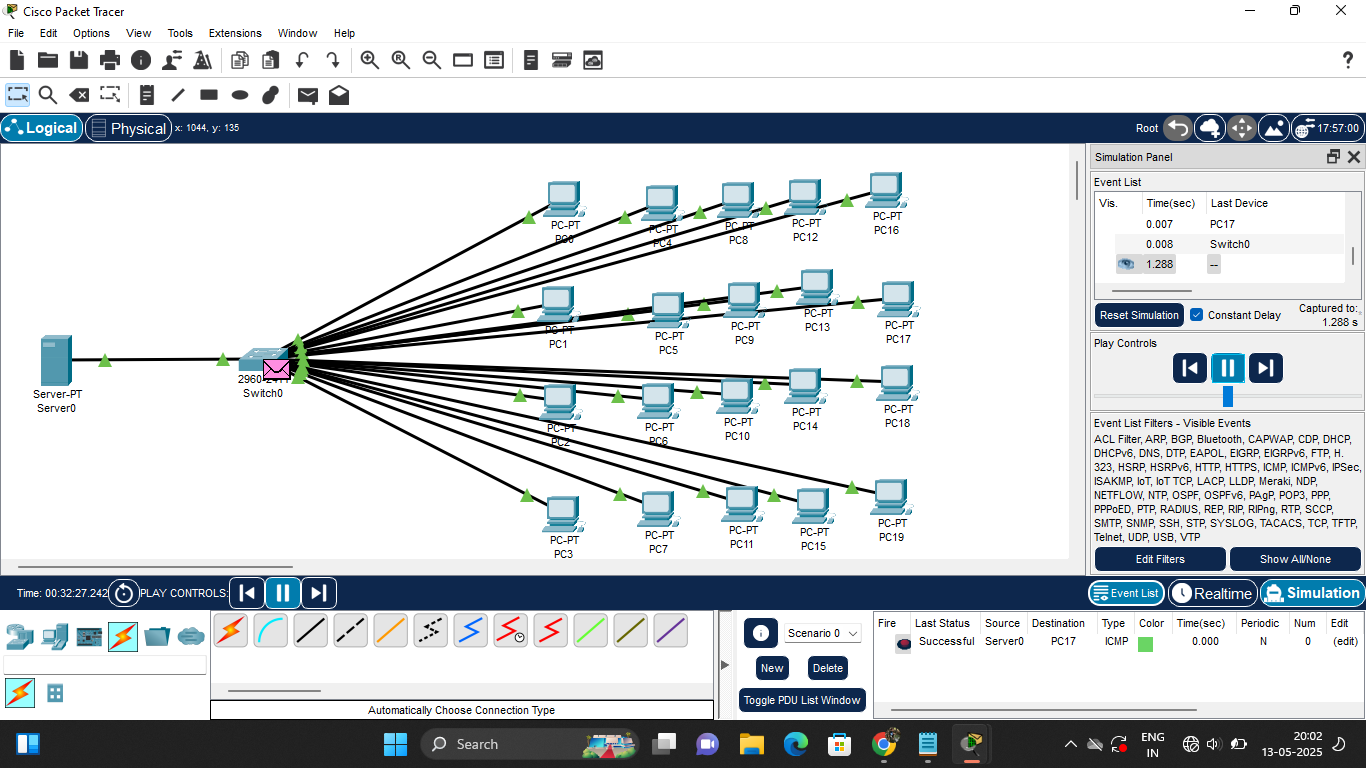 Cisco Packet Tracer
File Edit Options View Tools Extensions Window Help
Logical Physical x: 1044, y: 135 Root 17:57:00
PC-PT PC0
PC-PT PC4
PC-PT PC8
PC-PT PC12
PC-PT PC16
PC-PT PC1
PC-PT PC5
PC-PT PC9
PC-PT PC13
PC-PT PC17
Server-PT
Server0
Switch0
PC-PT PC2
PC-PT PC6
PC-PT PC10
PC-PT PC14
PC-PT PC18
PC-PT PC3
PC-PT PC7
PC-PT PC11
PC-PT PC15
PC-PT PC19
Simulation Panel
Event List
Vis. Time(sec) Last Device
0.007 PC17
0.008 Switch0
1.288 --
Reset Simulation Constant Delay Captured to:
1.288 s
Play Controls
Event List Filters - Visible Events
ACL Filter, ARP, BGP, Bluetooth, CAPWAP, CDP, DHCP,
DHCPv6, DNS, DTP, EAPOL, EIGRP, EIGRPv6, FTP, H.
323, HSRP, HSRPv6, HTTP, HTTPS, ICMP, ICMPv6, IPSec,
ISAKMP, IoT, IoT TCP, LACP, LLDP, Meraki, NDP,
NETFLOW, NTP, OSPF, OSPFv6, PAgP, POP3, PPP,
PPPoED, PTP, RADIUS, REP, RIP, RIPng, RTP, SCCP,
SMTP, SNMP, SSH, STP, SYSLOG, TACACS, TCP, TFTP,
Telnet, UDP, USB, VTP
Edit Filters Show All/None
Time: 00:32:27.242 PLAY CONTROLS: Event List Realtime Simulation
Scenario 0
New Delete
Toggle PDU List Window
Fire Last Status Source Destination Type Color Time(sec) Periodic Num Edit
Successful Server0 PC17 ICMP 0.000 N 0 (edit)
Automatically Choose Connection Type
Search
ENG
IN
20:02
13-05-2025